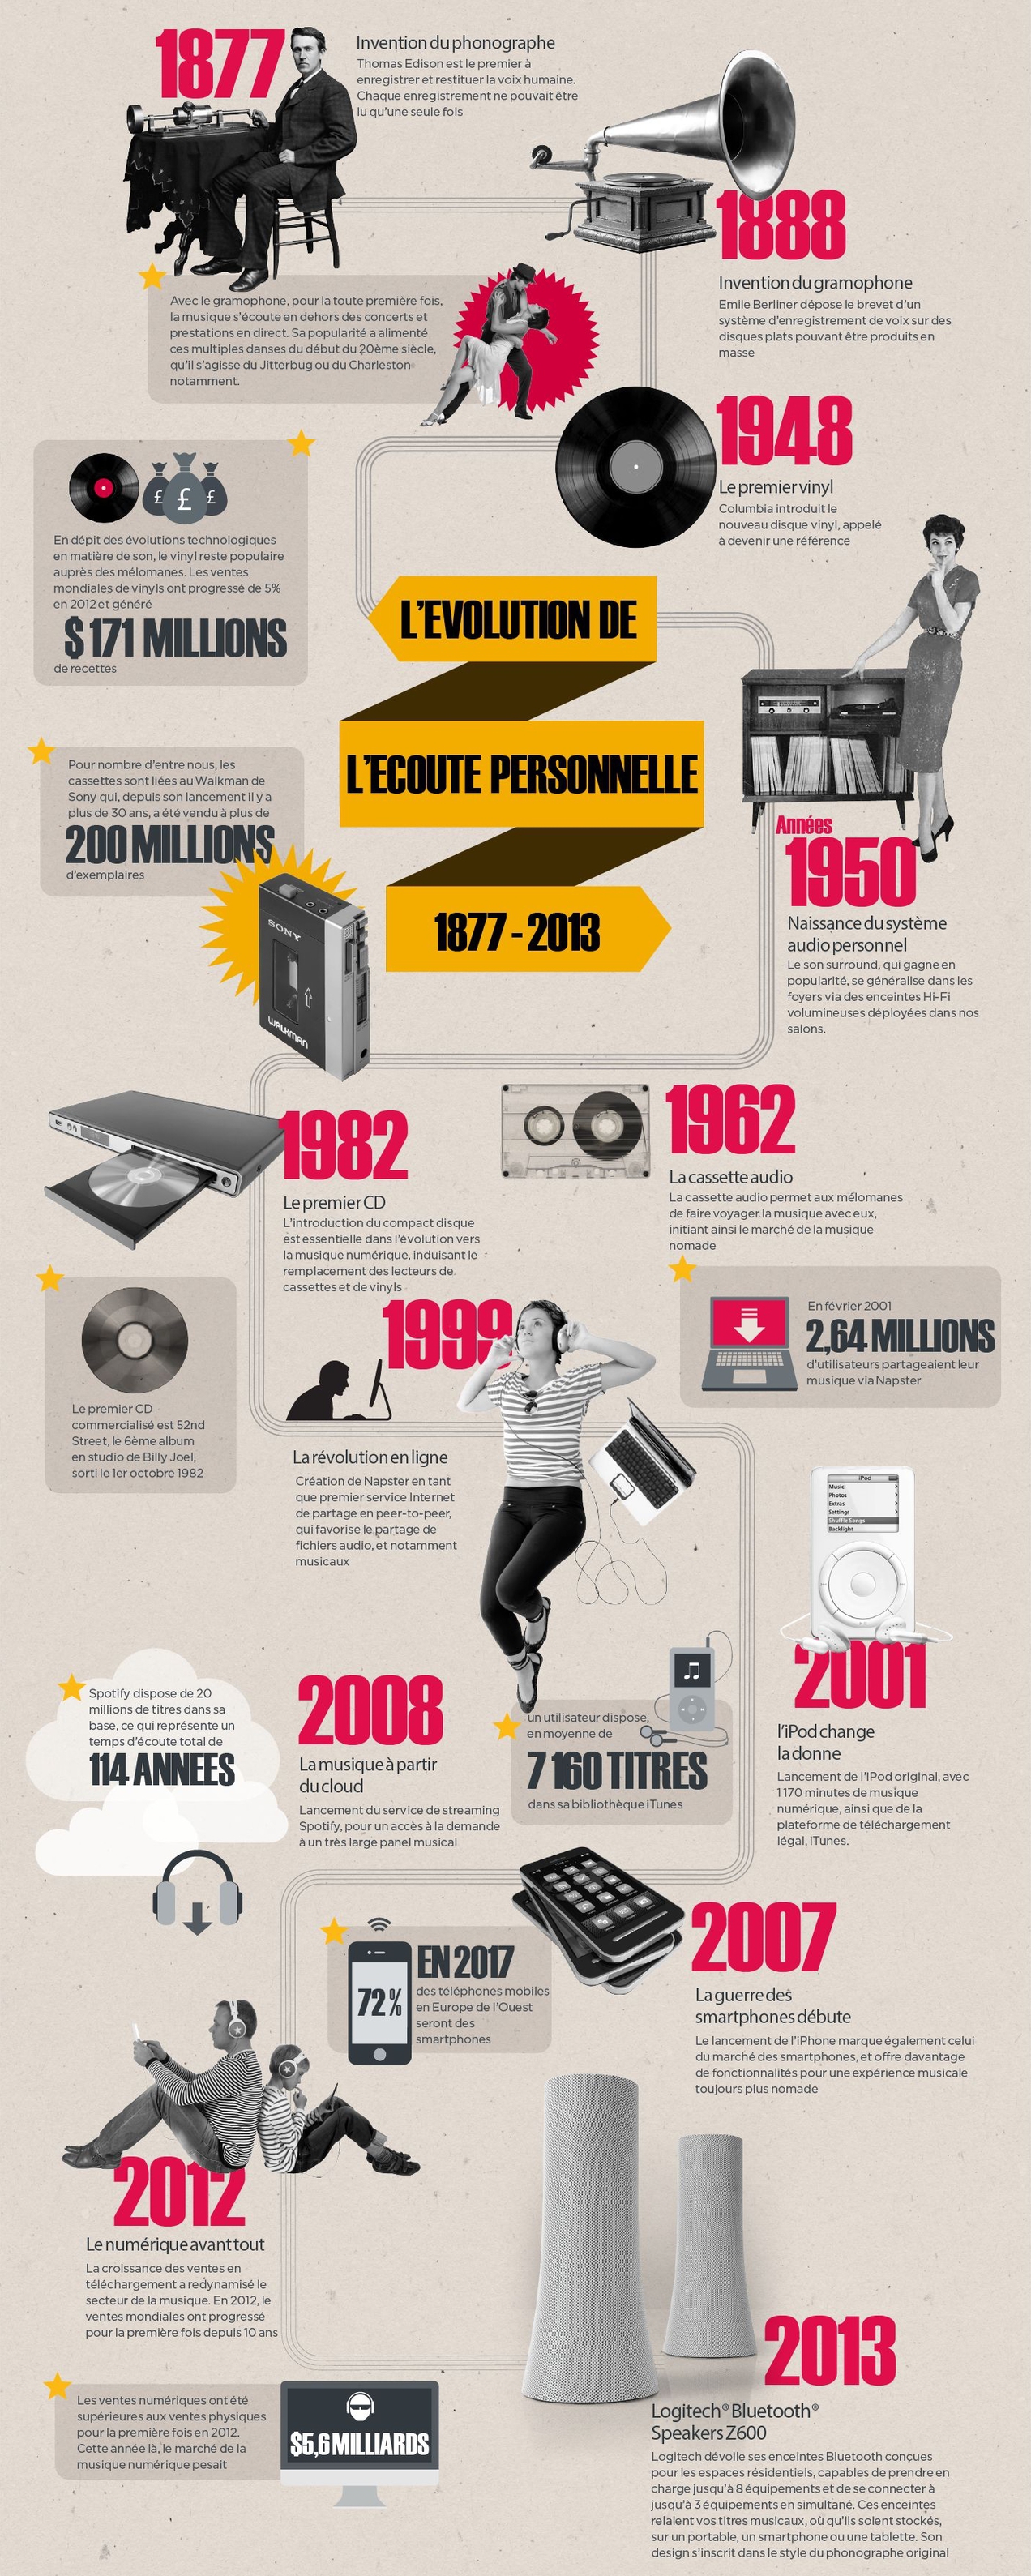 1877
Invention du phonographe
Thomas Edison est le premier à
enregistrer et restituer la voix humaine.
Chaque enregistrement ne pouvait être
lu qu'une seule fois
1888
Invention du gramophone
Emile Berliner dépose le brevet d'un
système d'enregistrement de voix sur des
disques plats pouvant être produits en
masse
Avec le gramophone, pour la toute première fois,
la musique s'écoute en dehors des concerts et
prestations en direct. Sa popularité a alimenté
ces multiples danses du début du 20ème siècle,
qu'il s'agisse du Jitterbug ou du Charleston
notamment.
1948
Le premier vinyl
Columbia introduit le
nouveau disque vinyl, appelé
à devenir une référence
£ £ £
En dépit des évolutions technologiques
en matière de son, le vinyl reste populaire
auprès des mélomanes. Les ventes
mondiales de vinyls ont progressé de 5%
en 2012 et généré
$ 171 MILLIONS
de recettes
L'EVOLUTION DE
L'ECOUTE PERSONNELLE
1877 - 2013
Pour nombre d'entre nous, les
cassettes sont liées au Walkman de
Sony qui, depuis son lancement il y a
plus de 30 ans, a été vendu à plus de
200 MILLIONS
d'exemplaires
SONY
WALKMAN
Années
1950
Naissance du système
audio personnel
Le son surround, qui gagne en
popularité, se généralise dans les
foyers via des enceintes Hi-Fi
volumineuses déployées dans nos
salons.
1962
La cassette audio
La cassette audio permet aux mélomanes
de faire voyager la musique avec eux,
initiant ainsi le marché de la musique
nomade
1982
Le premier CD
L'introduction du compact disque
est essentielle dans l'évolution vers
la musique numérique, induisant le
remplacement des lecteurs de
cassettes et de vinyls
Le premier CD
commercialisé est 52nd
Street, le 6ème album
en studio de Billy Joel,
sorti le 1er octobre 1982
1999
La révolution en ligne
Création de Napster en tant
que premier service Internet
de partage en peer-to-peer,
qui favorise le partage de
fichiers audio, et notamment
musicaux
En février 2001
2,64 MILLIONS
d'utilisateurs partageaient leur
musique via Napster
iPod
Music
Photos
Extras
Settings
Shuffle Songs
Backlight
2001
l'iPod change
la donne
Lancement de l'iPod original, avec
1 170 minutes de musique
numérique, ainsi que de la
plateforme de téléchargement
légal, iTunes.
un utilisateur dispose,
en moyenne de
7 160 TITRES
dans sa bibliothèque iTunes
2008
La musique à partir
du cloud
Lancement du service de streaming
Spotify, pour un accès à la demande
à un très large panel musical
Spotify dispose de 20
millions de titres dans sa
base, ce qui représente un
temps d'écoute total de
114 ANNEES
2007
La guerre des
smartphones débute
Le lancement de l'iPhone marque également celui
du marché des smartphones, et offre davantage
de fonctionnalités pour une expérience musicale
toujours plus nomade
72 %
EN 2017
des téléphones mobiles
en Europe de l'Ouest
seront des
smartphones
2012
Le numérique avant tout
La croissance des ventes en
téléchargement a redynamisé le
secteur de la musique. En 2012, le
ventes mondiales ont progressé
pour la première fois depuis 10 ans
Les ventes numériques ont été
supérieures aux ventes physiques
pour la première fois en 2012.
Cette année là, le marché de la
musique numérique pesait
$5,6 MILLIARDS
2013
Logitech® Bluetooth®
Speakers Z600
Logitech dévoile ses enceintes Bluetooth conçues
pour les espaces résidentiels, capables de prendre en
charge jusqu'à 8 équipements et de se connecter à
jusqu'à 3 équipements en simultané. Ces enceintes
relaient vos titres musicaux, où qu'ils soient stockés,
sur un portable, un smartphone ou une tablette. Son
design s'inscrit dans le style du phonographe original